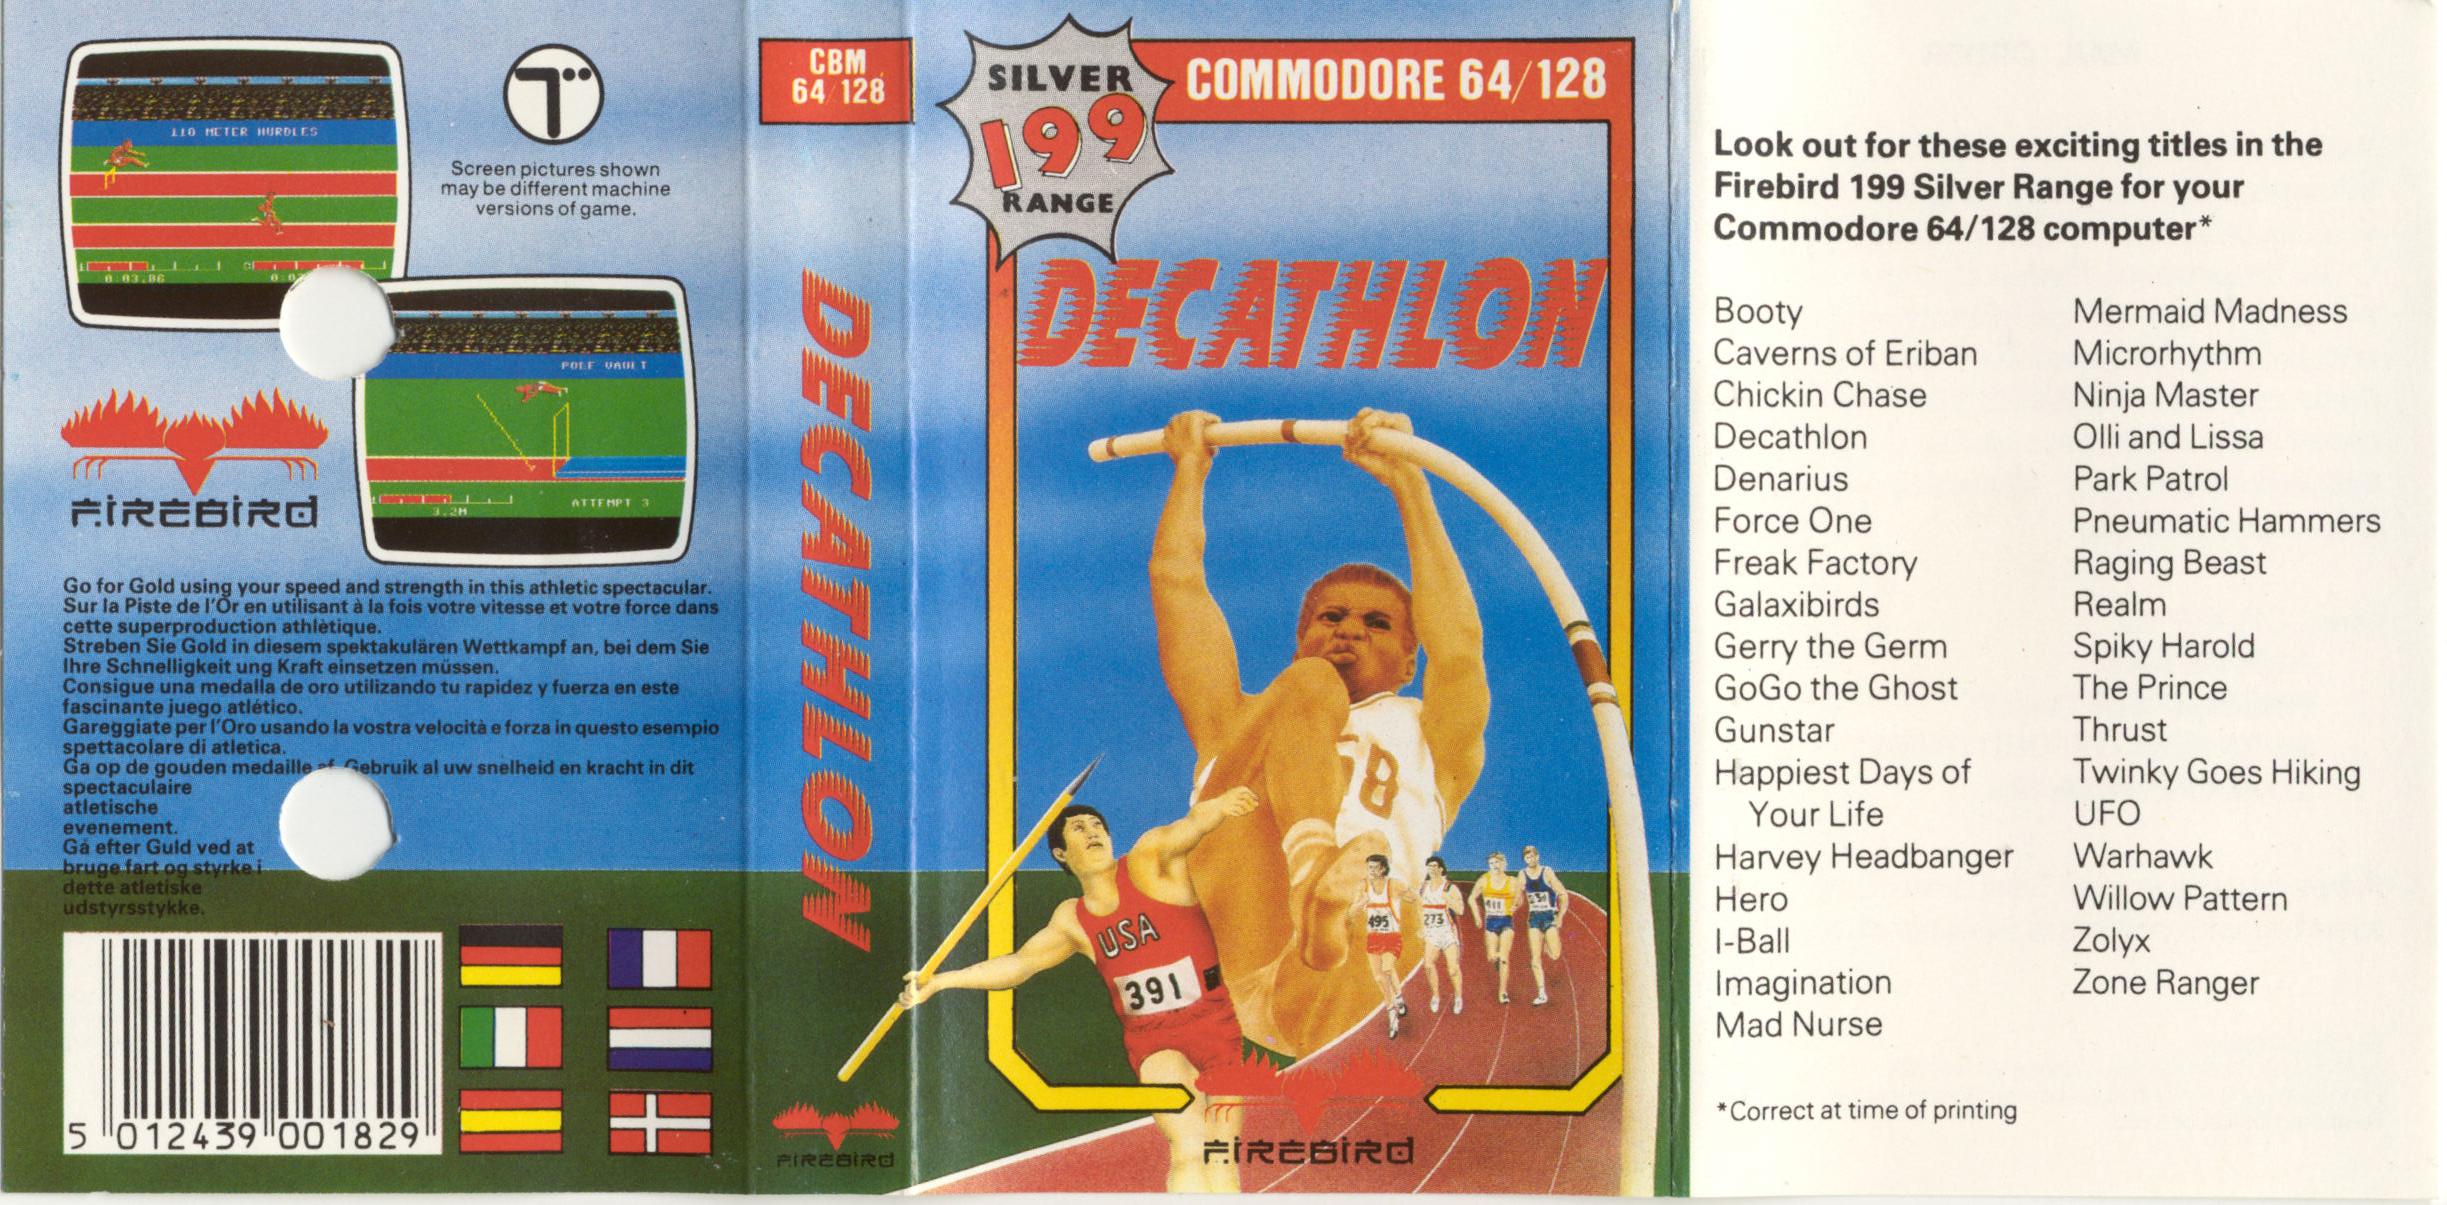 110 METER HURDLES
0:03.86
Screen pictures shown
may be different machine
versions of game.
POLE VAULT
3.2M
ATTEMPT 3
FIREBIRD
Go for Gold using your speed and strength in this athletic spectacular.
Sur la Piste de l'Or en utilisant à la fois votre vitesse et votre force dans
cette superproduction athlètique.
Streben Sie Gold in diesem spektakulären Wettkampf an, bei dem Sie
Ihre Schnelligkeit ung Kraft einsetzen müssen.
Consigue una medalla de oro utilizando tu rapidez y fuerza en este
fascinante juego atlético.
Gareggiate per l'Oro usando la vostra velocità e forza in questo esempio
spettacolare di atletica.
Ga op de gouden medaille af. Gebruik al uw snelheid en kracht in dit
spectaculaire
atletische
evenement.
Gå efter Guld ved at
bruge fart og styrke i
dette atletiske
udstyrsstykke.
5 012439 001829
CBM
64/128
DECATHLON
FIREBIRD
SILVER
199
RANGE
COMMODORE 64/128
DECATHLON
58
USA
391
495
273
411
FIREBIRD
Look out for these exciting titles in the
Firebird 199 Silver Range for your
Commodore 64/128 computer*
Booty
Caverns of Eriban
Chickin Chase
Decathlon
Denarius
Force One
Freak Factory
Galaxibirds
Gerry the Germ
GoGo the Ghost
Gunstar
Happiest Days of
Your Life
Harvey Headbanger
Hero
I-Ball
Imagination
Mad Nurse
Mermaid Madness
Microrhythm
Ninja Master
Olli and Lissa
Park Patrol
Pneumatic Hammers
Raging Beast
Realm
Spiky Harold
The Prince
Thrust
Twinky Goes Hiking
UFO
Warhawk
Willow Pattern
Zolyx
Zone Ranger
*Correct at time of printing